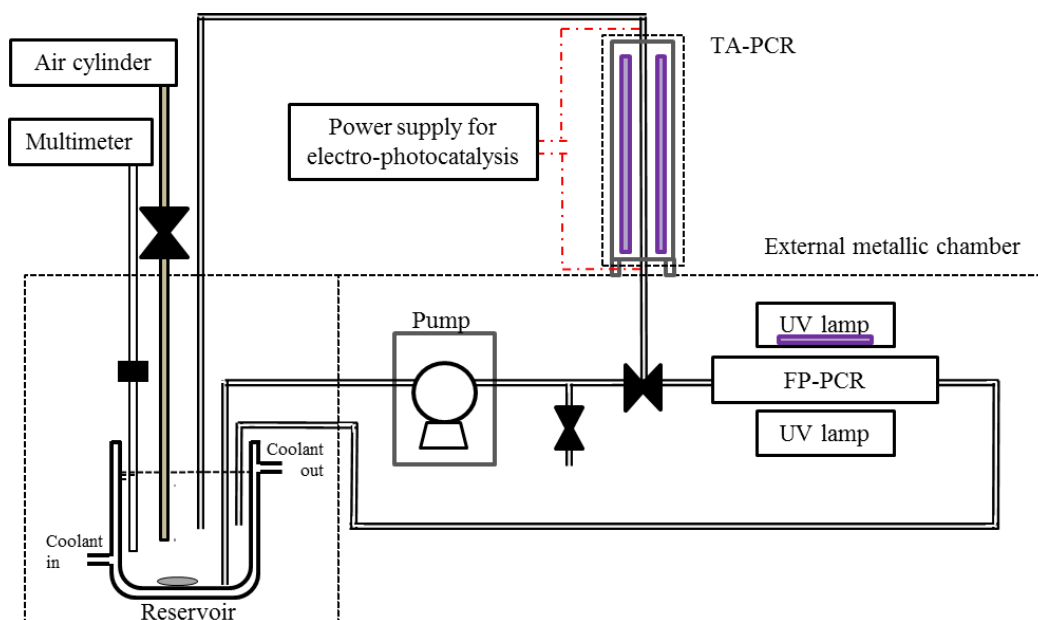 Air cylinder
Multimeter
Power supply for
electro-photocatalysis
TA-PCR
External metallic chamber
Pump
UV lamp
FP-PCR
UV lamp
Coolant
out
Coolant
in
Reservoir